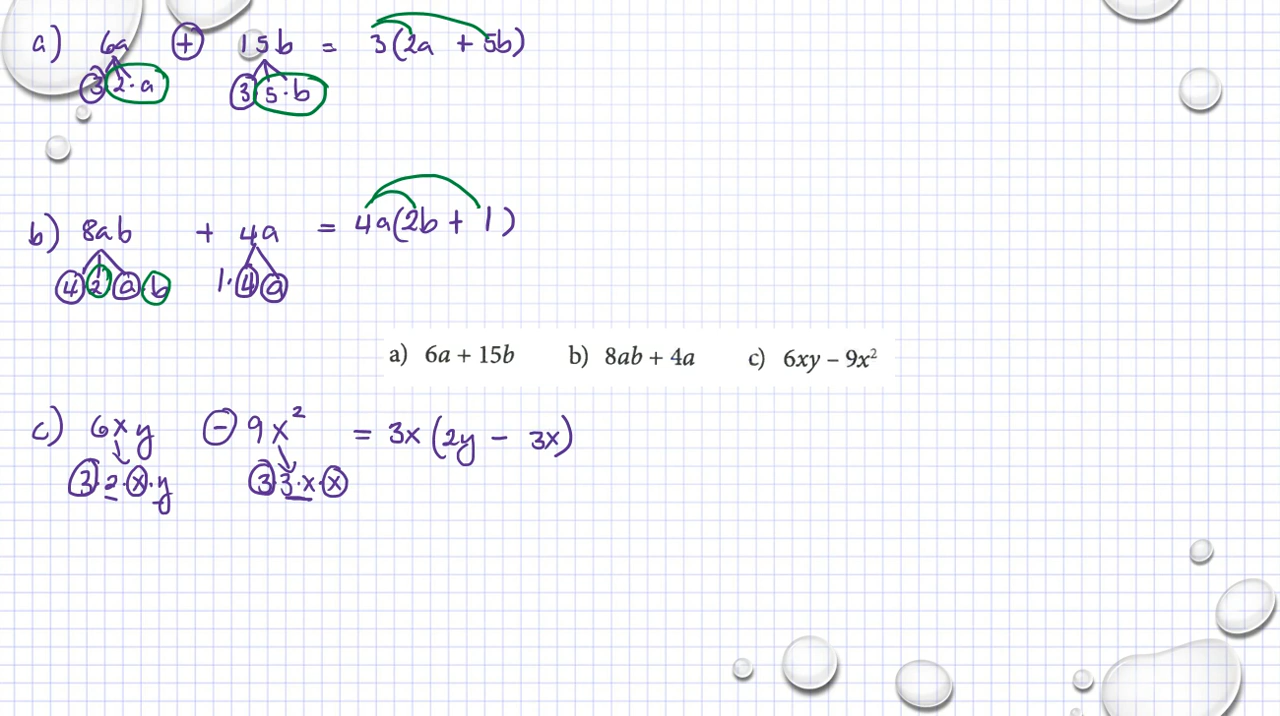 a) 6a + 15b = 3(2a + 5b)
3 2·a 3 5·b
b) 8ab + 4a = 4a(2b + 1)
4 2 a·b 1·4 a
a) 6a + 15b b) 8ab + 4a c) 6xy – 9x²
c) 6xy - 9x² = 3x(2y - 3x)
3·2·x·y 3 3·x·x